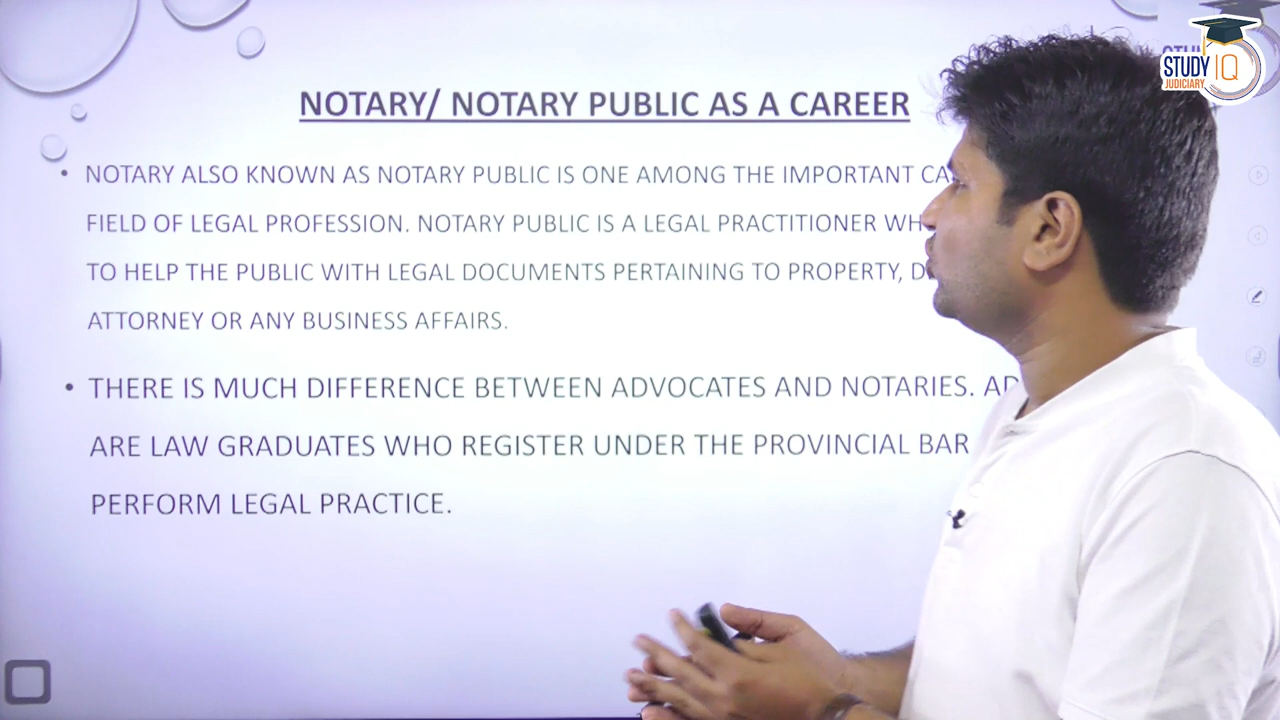 NOTARY/ NOTARY PUBLIC AS A CAREER
• NOTARY ALSO KNOWN AS NOTARY PUBLIC IS ONE AMONG THE IMPORTANT
FIELD OF LEGAL PROFESSION. NOTARY PUBLIC IS A LEGAL PRACTITIONER
TO HELP THE PUBLIC WITH LEGAL DOCUMENTS PERTAINING TO PROPERTY,
ATTORNEY OR ANY BUSINESS AFFAIRS.
• THERE IS MUCH DIFFERENCE BETWEEN ADVOCATES AND NOTARIES.
ARE LAW GRADUATES WHO REGISTER UNDER THE PROVINCIAL BAR
PERFORM LEGAL PRACTICE.
STUDY IQ
JUDICIARY